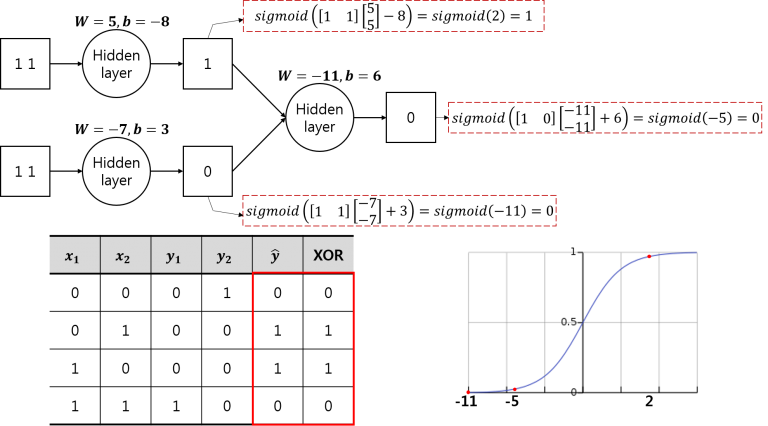 W = 5, b = −8
sigmoid ([1 1] [5 5] − 8) = sigmoid(2) = 1
1 1
Hidden
layer
1
W = −11, b = 6
Hidden
layer
0
sigmoid ([1 0] [−11 −11] + 6) = sigmoid(−5) = 0
W = −7, b = 3
1 1
Hidden
layer
0
sigmoid ([1 1] [−7 −7] + 3) = sigmoid(−11) = 0
x₁ x₂ y₁ y₂ ŷ XOR
0 0 0 1 0 0
0 1 0 0 1 1
1 0 0 0 1 1
1 1 1 0 0 0
1
0.5
0
-11 -5 2